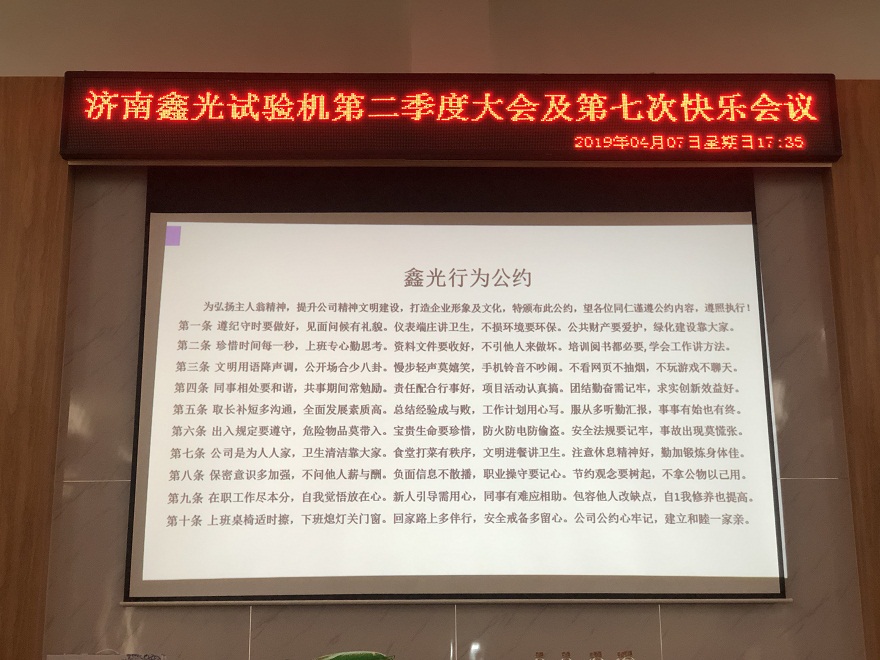 济南鑫光试验机第二季度大会及第七次快乐会议
2019年04月07日星期日17:35
鑫光行为公约
为弘扬主人翁精神，提升公司精神文明建设，打造企业形象及文化，特颁布此公约，望各位同仁谨遵公约内容，遵照执行！
第一条 遵纪守时要做好，见面问候有礼貌。仪表端庄讲卫生，不损环境要环保。公共财产要爱护，绿化建设靠大家。
第二条 珍惜时间每一秒，上班专心勤思考。资料文件要收好，不引他人来做坏。培训阅书都必要,学会工作讲方法。
第三条 文明用语降声调，公开场合少八卦。慢步轻声莫嬉笑，手机铃音不吵闹。不看网页不抽烟，不玩游戏不聊天。
第四条 同事相处要和谐，共事期间常勉励。责任配合行事好，项目活动认真搞。团结勤奋需记牢，求实创新效益好。
第五条 取长补短多沟通，全面发展素质高。总结经验成与败，工作计划用心写。服从多听勤汇报，事事有始也有终。
第六条 出入规定要遵守，危险物品莫带入。宝贵生命要珍惜，防火防电防偷盗。安全法规要记牢，事故出现莫慌张。
第七条 公司是为人人家，卫生清洁靠大家。食堂打菜有秩序，文明进餐讲卫生。注意休息精神好，勤加锻炼身体佳。
第八条 保密意识多加强，不问他人薪与酬。负面信息不散播，职业操守要记心。节约观念要树起，不拿公物以己用。
第九条 在职工作尽本分，自我觉悟放在心。新人引导需用心，同事有难应相助。包容他人改缺点，自1我修养也提高。
第十条 上班桌椅适时擦，下班熄灯关门窗。回家路上多伴行，安全戒备多留心。公司公约心牢记，建立和睦一家亲。